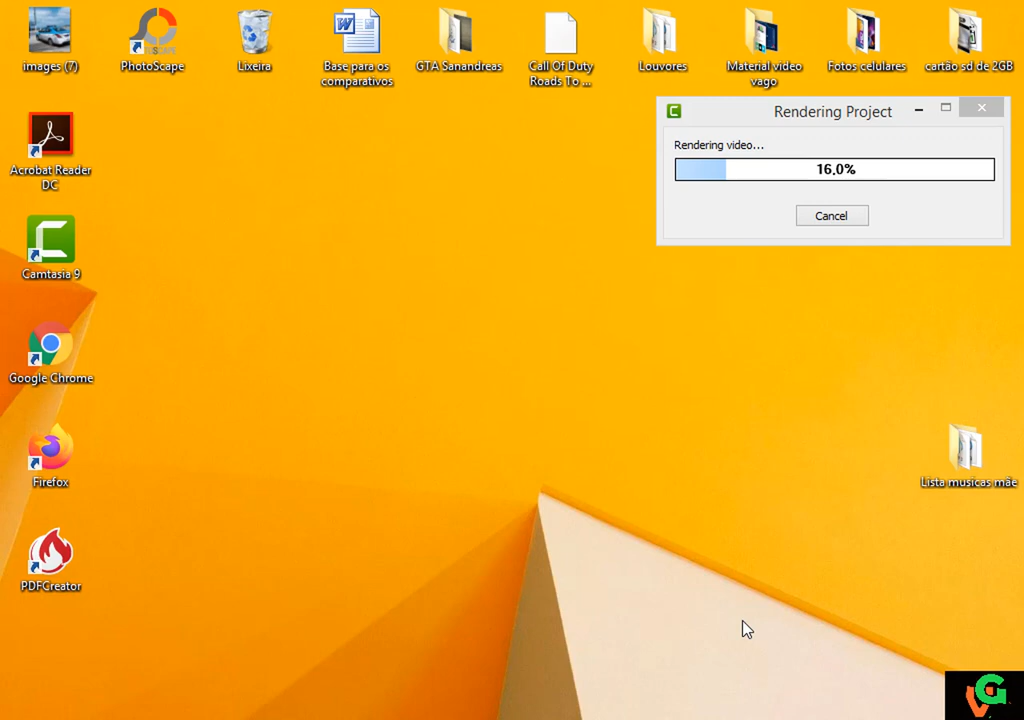 images (7)
PhotoScape
Lixeira
Base para os
comparativos
GTA Sanandreas
Call Of Duty
Roads To ...
Louvores
Material video
vago
Fotos celulares
cartão sd de 2GB
Rendering Project
Rendering video...
16.0%
Cancel
Acrobat Reader
DC
Camtasia 9
Google Chrome
Firefox
Lista musicas mãe
PDFCreator
VG